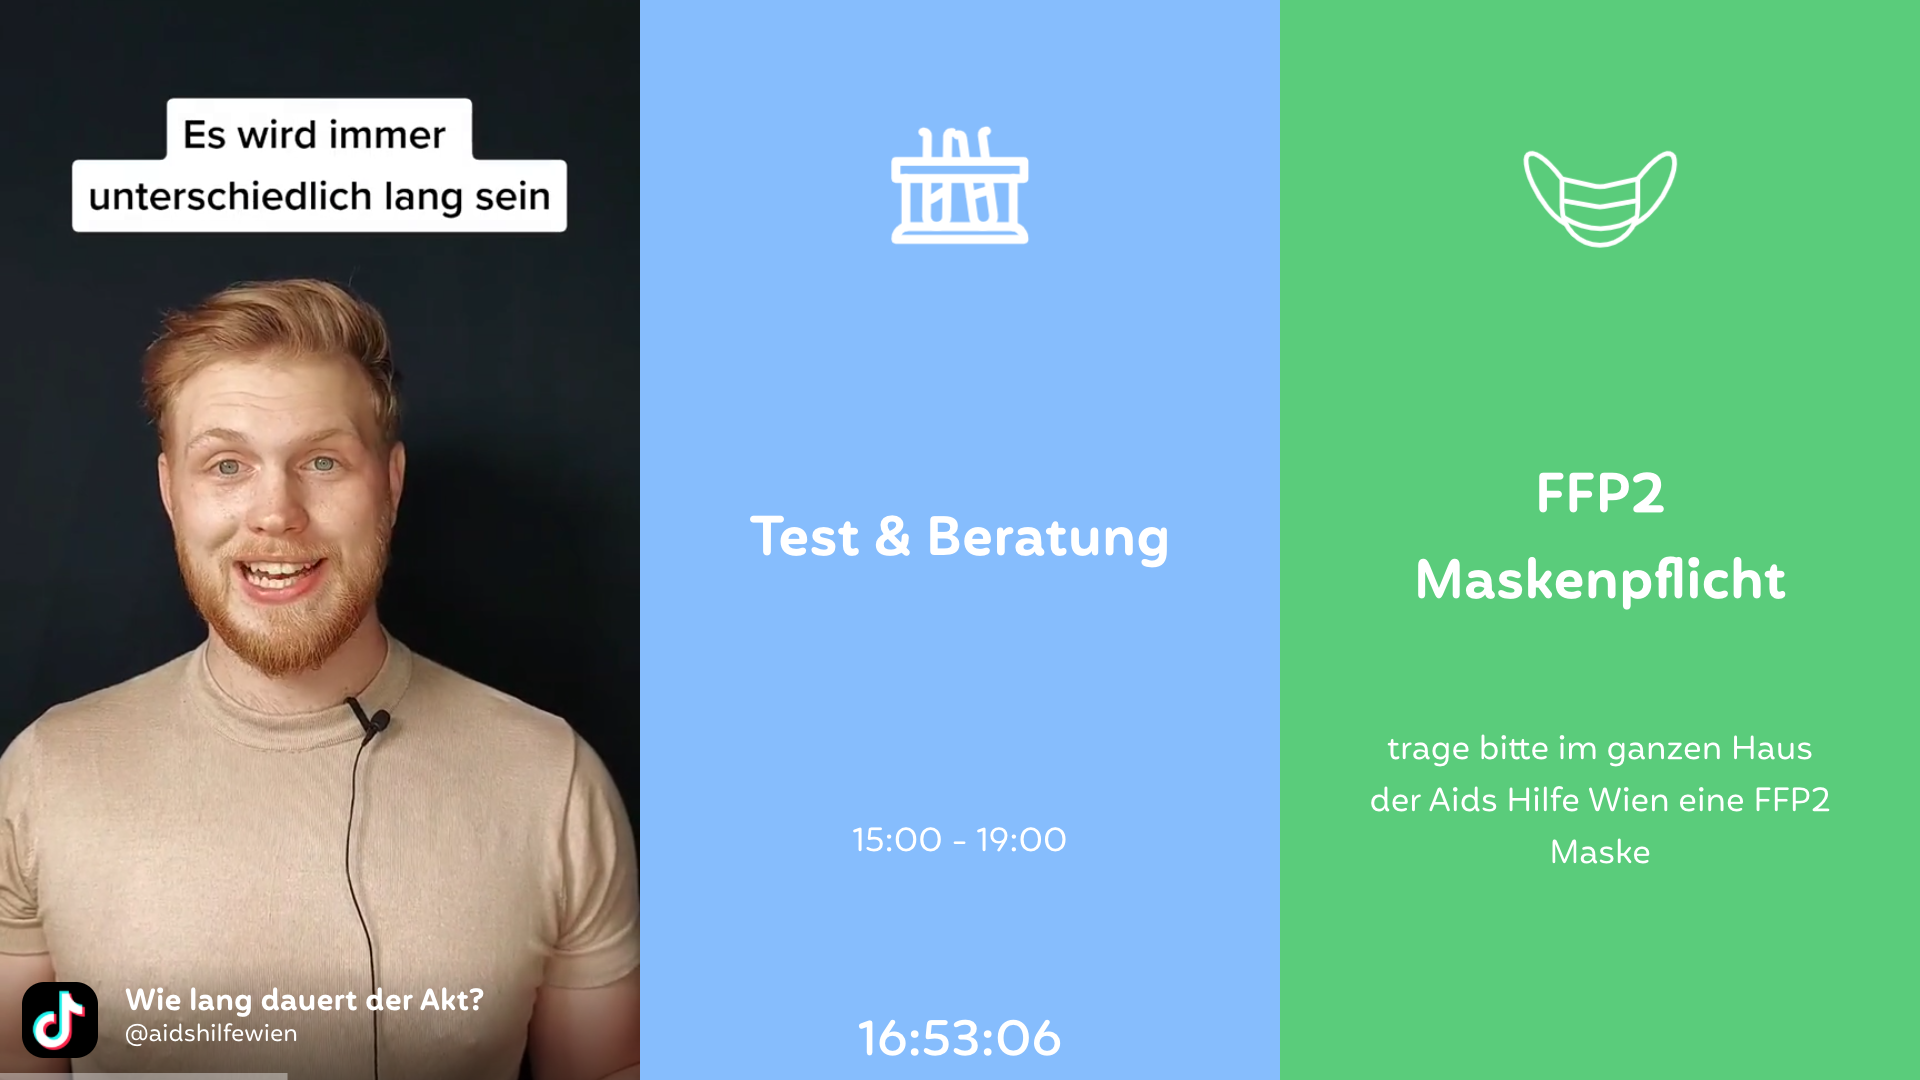 Es wird immer
unterschiedlich lang sein
Wie lang dauert der Akt?
@aidshilfewien
Test & Beratung
15:00 - 19:00
16:53:06
FFP2
Maskenpflicht
trage bitte im ganzen Haus
der Aids Hilfe Wien eine FFP2
Maske